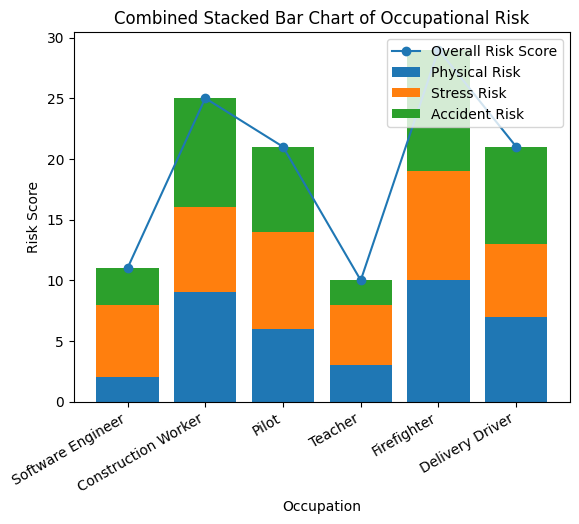 Combined Stacked Bar Chart of Occupational Risk
Overall Risk Score
Physical Risk
Stress Risk
Accident Risk
Risk Score
30
25
20
15
10
5
0
Software Engineer
Construction Worker
Pilot
Teacher
Firefighter
Delivery Driver
Occupation